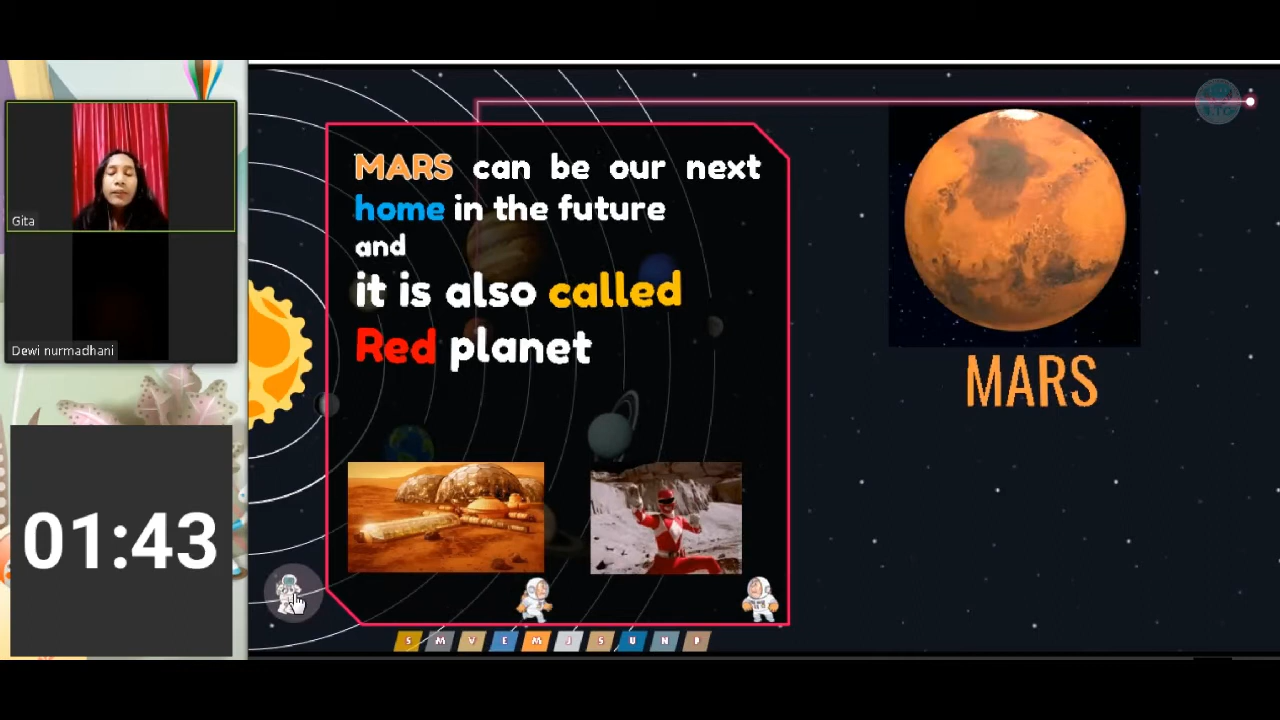 Gita
Dewi nurmadhani
01:43
MARS can be our next
home in the future
and
it is also called
Red planet
MARS
S M V E M J S U N P